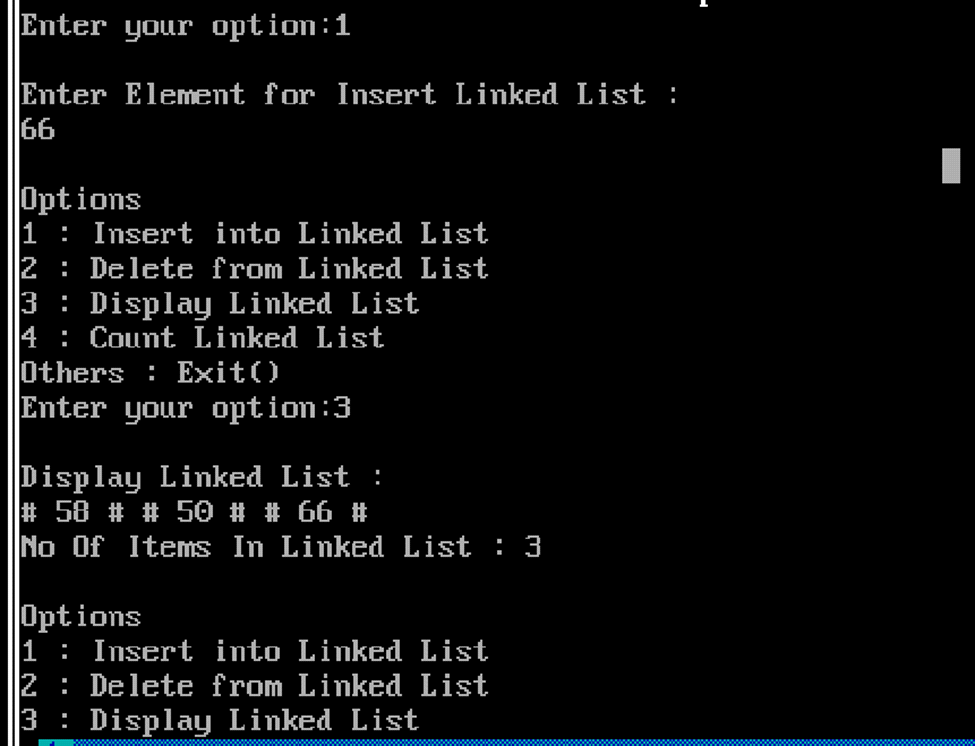 Enter your option:1
Enter Element for Insert Linked List :
66
Options
1 : Insert into Linked List
2 : Delete from Linked List
3 : Display Linked List
4 : Count Linked List
Others : Exit()
Enter your option:3
Display Linked List :
# 58 # # 50 # # 66 #
No Of Items In Linked List : 3
Options
1 : Insert into Linked List
2 : Delete from Linked List
3 : Display Linked List